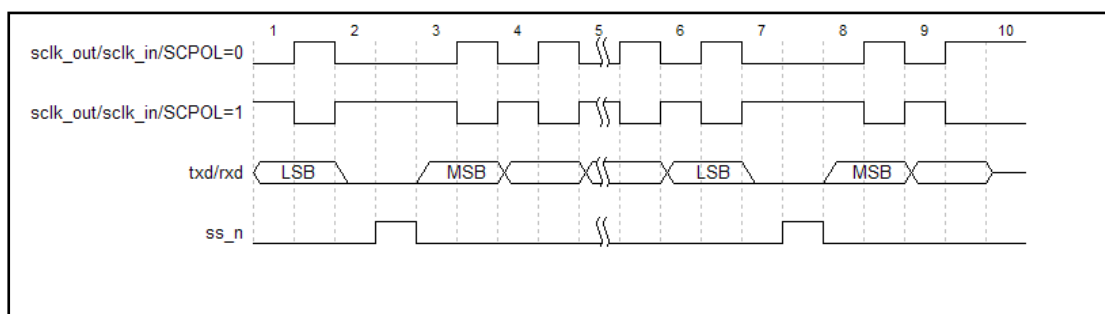 1 2 3 4 5 6 7 8 9 10
sclk_out/sclk_in/SCPOL=0
sclk_out/sclk_in/SCPOL=1
txd/rxd LSB MSB LSB MSB
ss_n